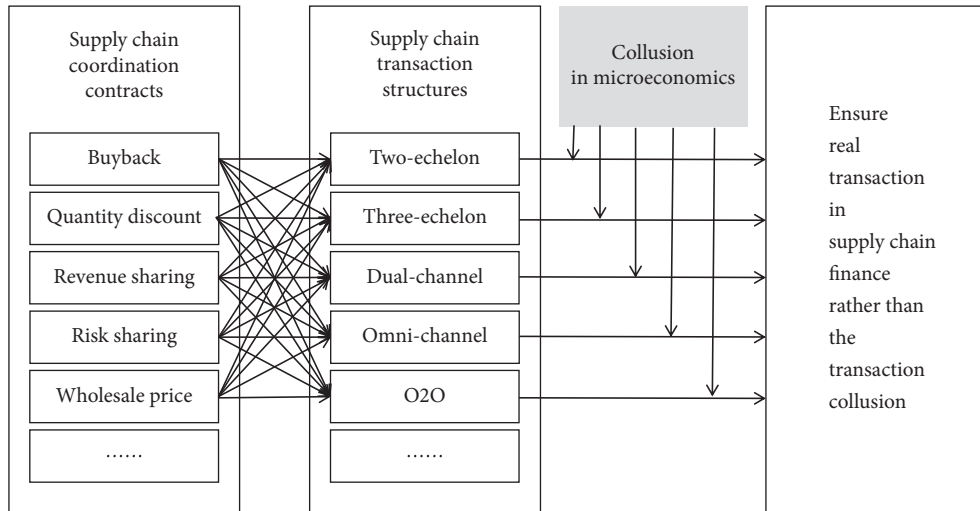 Supply chain
coordination
contracts
Buyback
Quantity discount
Revenue sharing
Risk sharing
Wholesale price
……
Supply chain
transaction
structures
Two-echelon
Three-echelon
Dual-channel
Omni-channel
O2O
……
Collusion
in microeconomics
Ensure
real
transaction
in
supply chain
finance
rather than
the
transaction
collusion